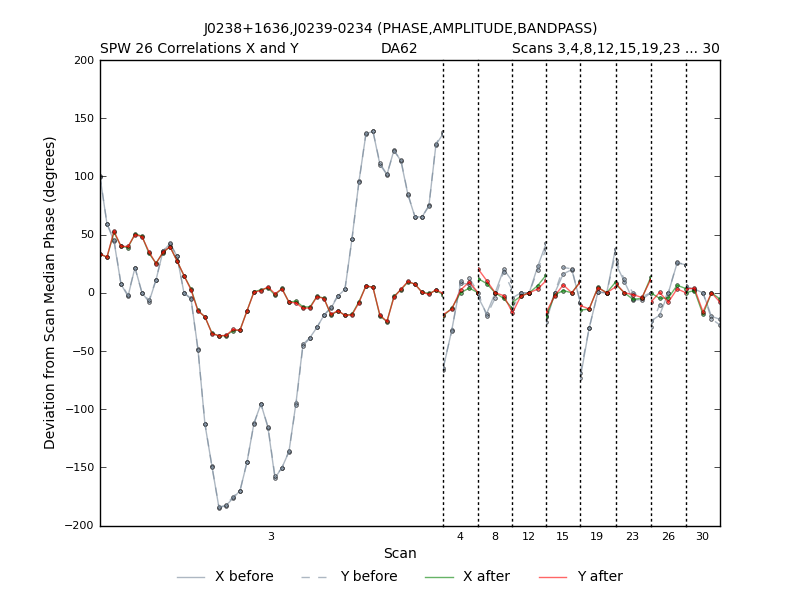 J0238+1636,J0239-0234 (PHASE,AMPLITUDE,BANDPASS)
SPW 26 Correlations X and Y DA62 Scans 3,4,8,12,15,19,23 ... 30
200
150
100
50
0
−50
−100
−150
−200
Deviation from Scan Median Phase (degrees)
3 4 8 12 15 19 23 26 30
Scan
X before Y before X after Y after